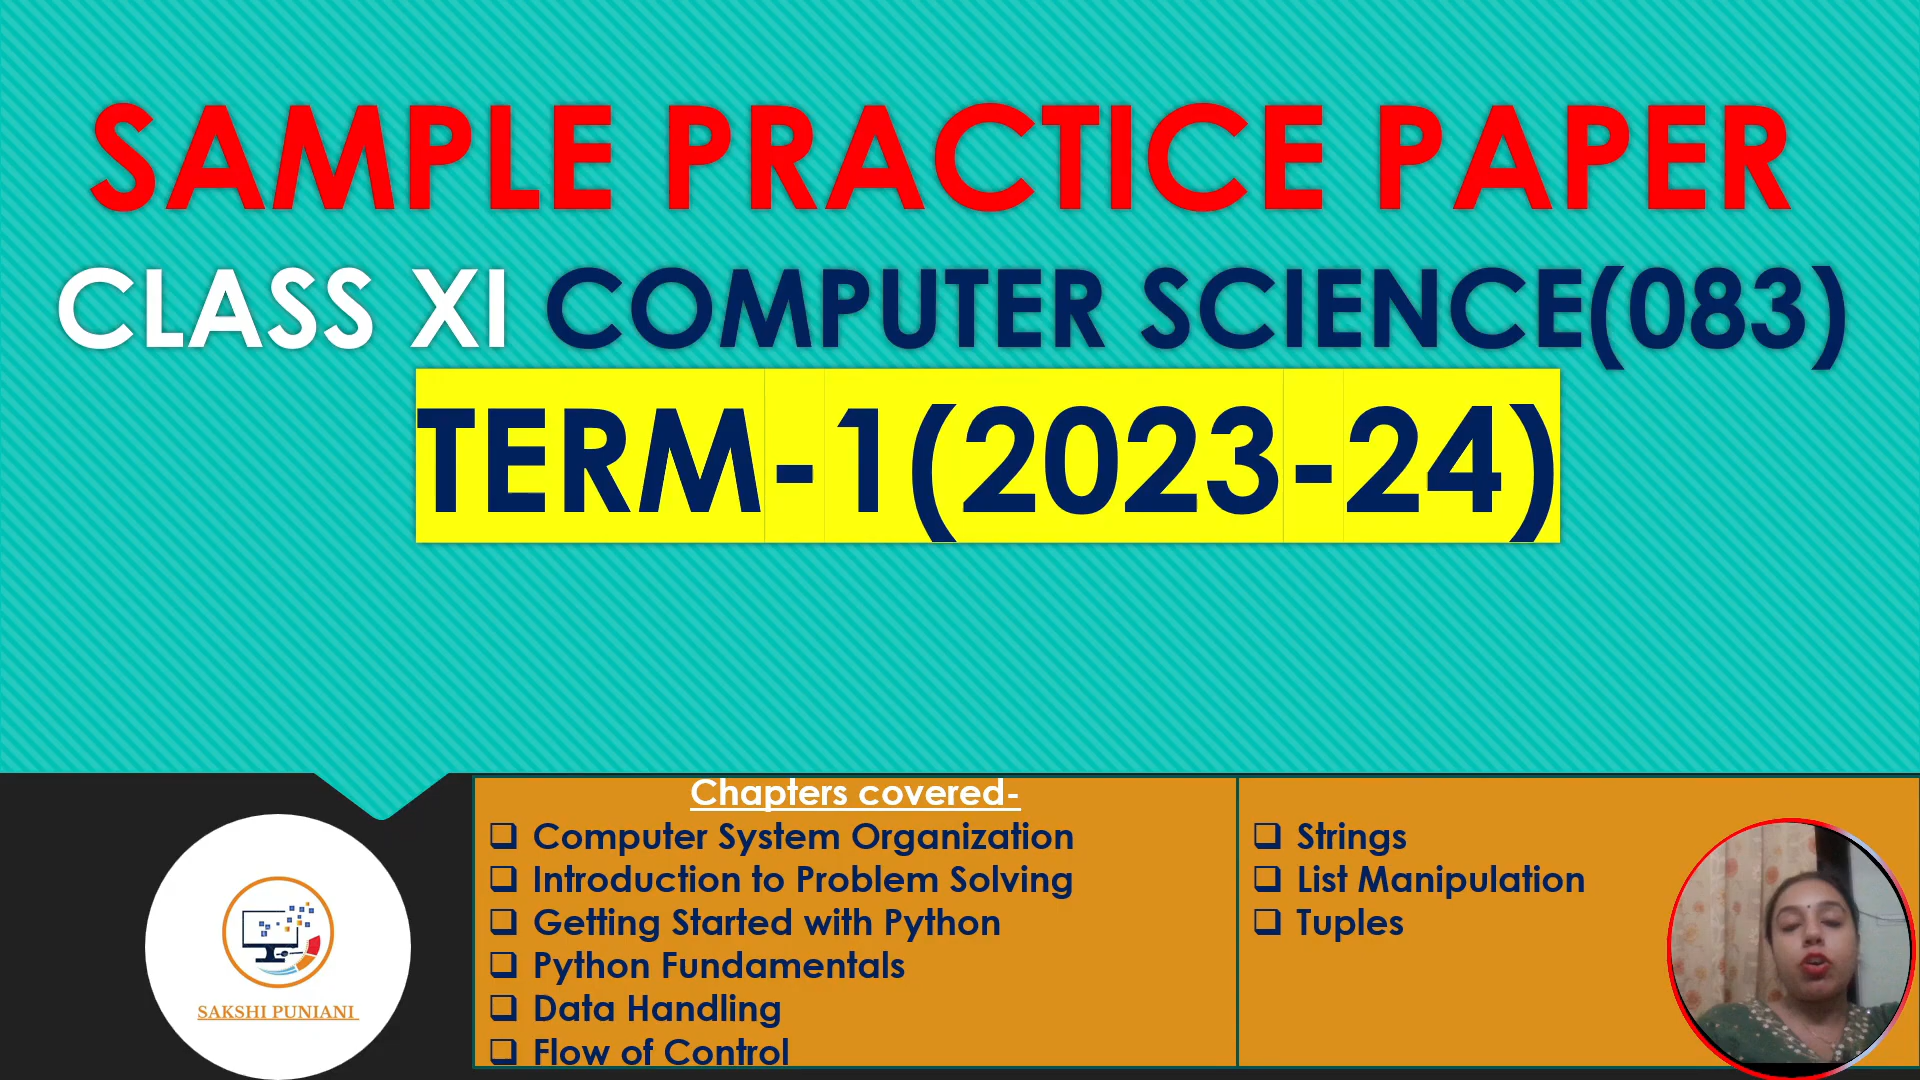 SAMPLE PRACTICE PAPER
CLASS XI COMPUTER SCIENCE(083)
TERM-1(2023-24)
Chapters covered-
Computer System Organization
Introduction to Problem Solving
Getting Started with Python
Python Fundamentals
Data Handling
Flow of Control
Strings
List Manipulation
Tuples
SAKSHI PUNIANI